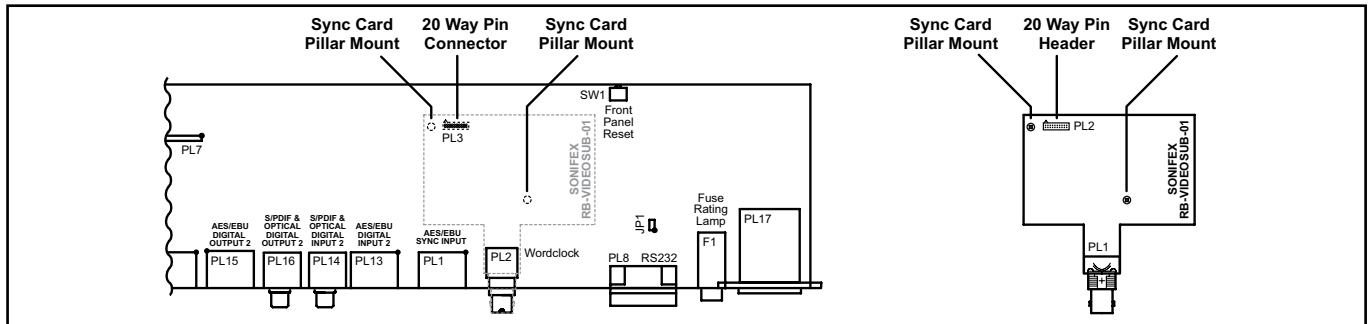 Sync Card
Pillar Mount
20 Way Pin
Connector
Sync Card
Pillar Mount
SW1
Front
Panel
Reset
PL3
PL7
SONIFEX
RB-VIDEOSUB-01
Fuse
Rating
Lamp
F1
PL17
JP1
AES/EBU
DIGITAL
OUTPUT 2
PL15
S/PDIF &
OPTICAL
DIGITAL
OUTPUT 2
PL16
S/PDIF &
OPTICAL
DIGITAL
INPUT 2
PL14
AES/EBU
DIGITAL
INPUT 2
PL13
AES/EBU
SYNC INPUT
PL1
PL2
Wordclock
PL8 RS232
Sync Card
Pillar Mount
20 Way Pin
Header
Sync Card
Pillar Mount
PL2
SONIFEX
RB-VIDEOSUB-01
PL1